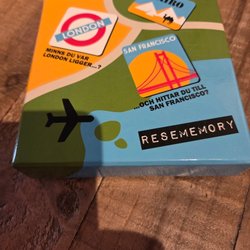 LONDON
MINNS DU VAR
LONDON LIGGER...?
SAN FRANCISCO
...OCH HITTAR DU TILL
SAN FRANCISCO?
RESEMEMORY